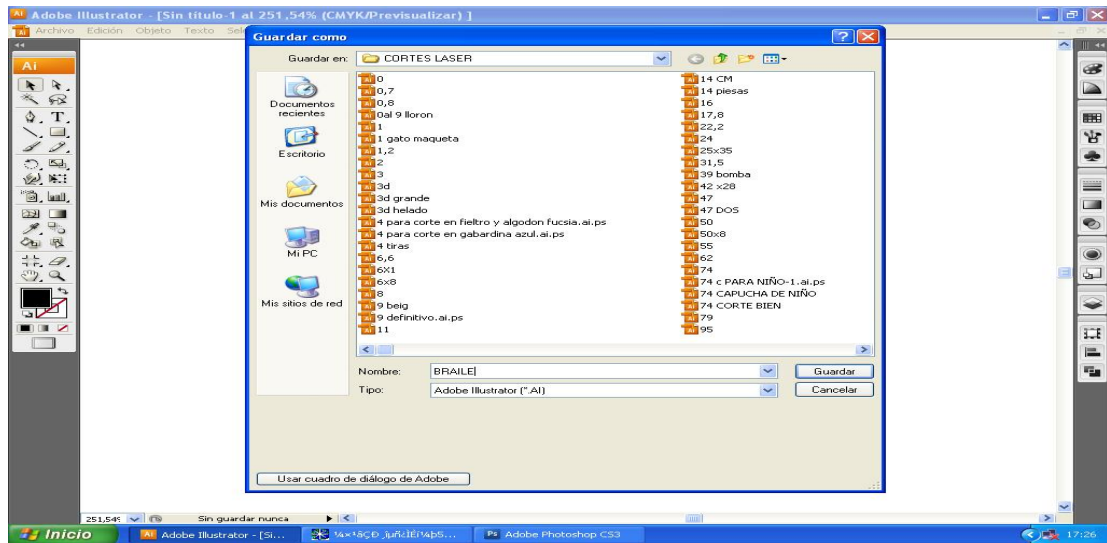 Adobe Illustrator - [Sin título-1 al 251,54% (CMYK/Previsualizar) ]
Archivo Edición Objeto Texto
Guardar como
Guardar en: CORTES LASER
Ai
Documentos recientes
Escritorio
Mis documentos
Mi PC
Mis sitios de red
0
0,7
0,8
0al 9 lloron
1
1 gato maqueta
1,2
2
3
3d
3d grande
3d helado
4 para corte en fieltro y algodon fucsia.ai.ps
4 para corte en gabardina azul.ai.ps
4 tiras
6,6
6X1
6x8
8
9 beig
9 definitivo.ai.ps
11
14 CM
14 piesas
16
17,8
22,2
24
25x35
31,5
39 bomba
42 x28
47
47 DOS
50
50x8
55
62
74
74 c PARA NIÑO-1.ai.ps
74 CAPUCHA DE NIÑO
74 CORTE BIEN
79
95
Nombre: BRAILE Guardar
Tipo: Adobe Illustrator (*.AI) Cancelar
Usar cuadro de diálogo de Adobe
Sin guardar nunca
Inicio Adobe Illustrator - [Si... Adobe Photoshop CS3 17:26